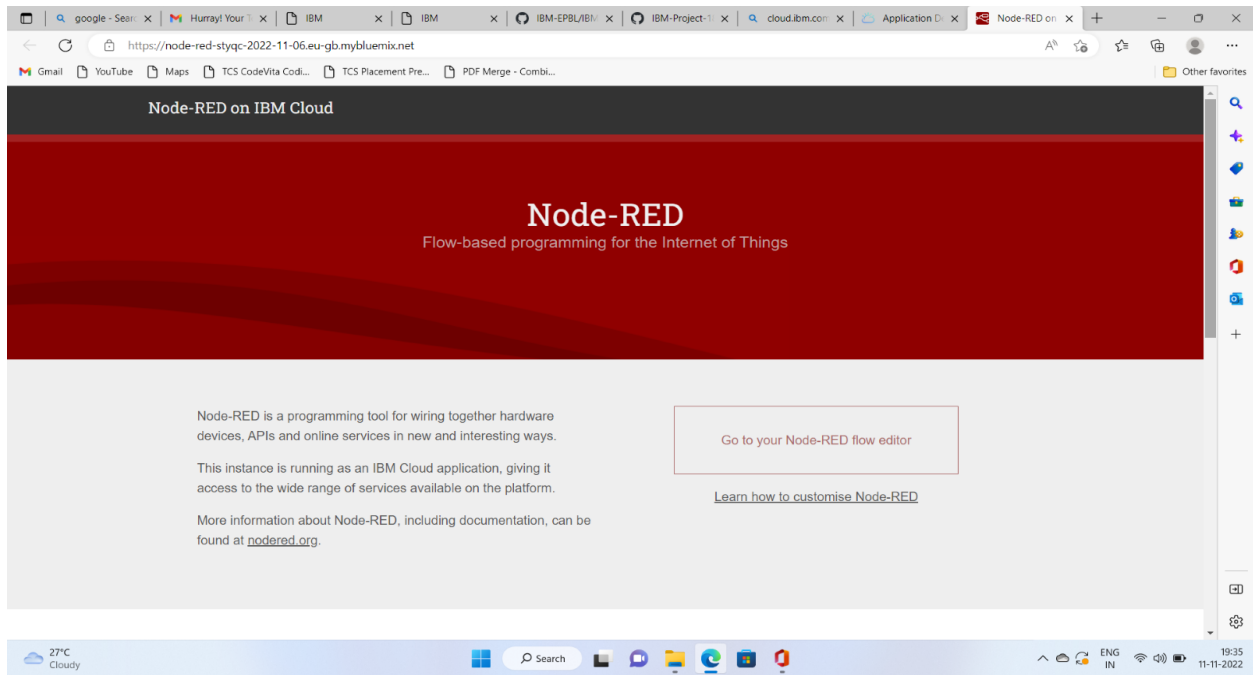 google - Searc
Hurray! Your T
IBM
IBM
IBM-EPBL/IBM
IBM-Project-1
cloud.ibm.com
Application De
Node-RED on
https://node-red-styqc-2022-11-06.eu-gb.mybluemix.net
Gmail
YouTube
Maps
TCS CodeVita Codi...
TCS Placement Pre...
PDF Merge - Combi...
Other favorites
Node-RED on IBM Cloud
Node-RED
Flow-based programming for the Internet of Things
Node-RED is a programming tool for wiring together hardware
devices, APIs and online services in new and interesting ways.
This instance is running as an IBM Cloud application, giving it
access to the wide range of services available on the platform.
More information about Node-RED, including documentation, can be
found at nodered.org.
Go to your Node-RED flow editor
Learn how to customise Node-RED
27°C
Cloudy
Search
ENG
IN
19:35
11-11-2022